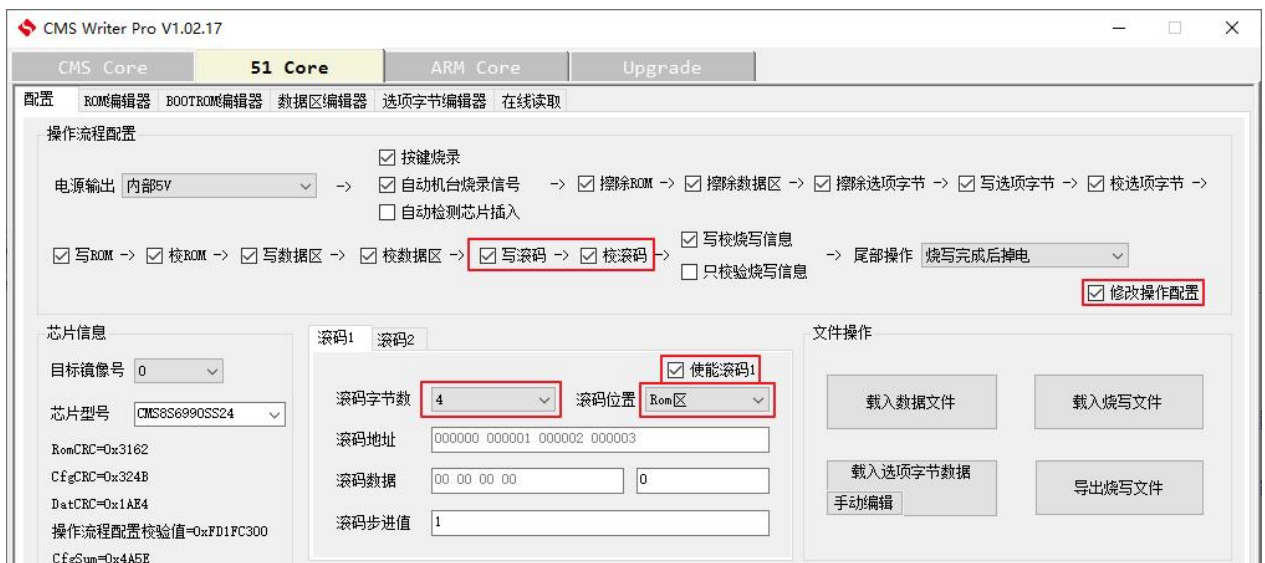 CMS Writer Pro V1.02.17
CMS Core 51 Core ARM Core Upgrade
配置 ROM编辑器 BOOTROM编辑器 数据区编辑器 选项字节编辑器 在线读取
操作流程配置
按键烧录
电源输出 内部5V -> 自动机台烧录信号 -> 擦除ROM -> 擦除数据区 -> 擦除选项字节 -> 写选项字节 -> 校选项字节 ->
自动检测芯片插入
写校烧写信息
写ROM -> 校ROM -> 写数据区 -> 校数据区 -> 写滚码 -> 校滚码 -> -> 尾部操作 烧写完成后掉电
只校验烧写信息
修改操作配置
芯片信息 滚码1 滚码2 文件操作
目标镜像号 0 使能滚码1
滚码字节数 4 滚码位置 Rom区
芯片型号 CMS8S6990SS24 载入数据文件 载入烧写文件
滚码地址 000000 000001 000002 000003
RomCRC=0x3162
CfgCRC=0x324B 滚码数据 00 00 00 00 0 载入选项字节数据 导出烧写文件
DatCRC=0x1AE4 手动编辑
操作流程配置校验值=0xFD1FC300 滚码步进值 1
CfgSum=0x4A5E